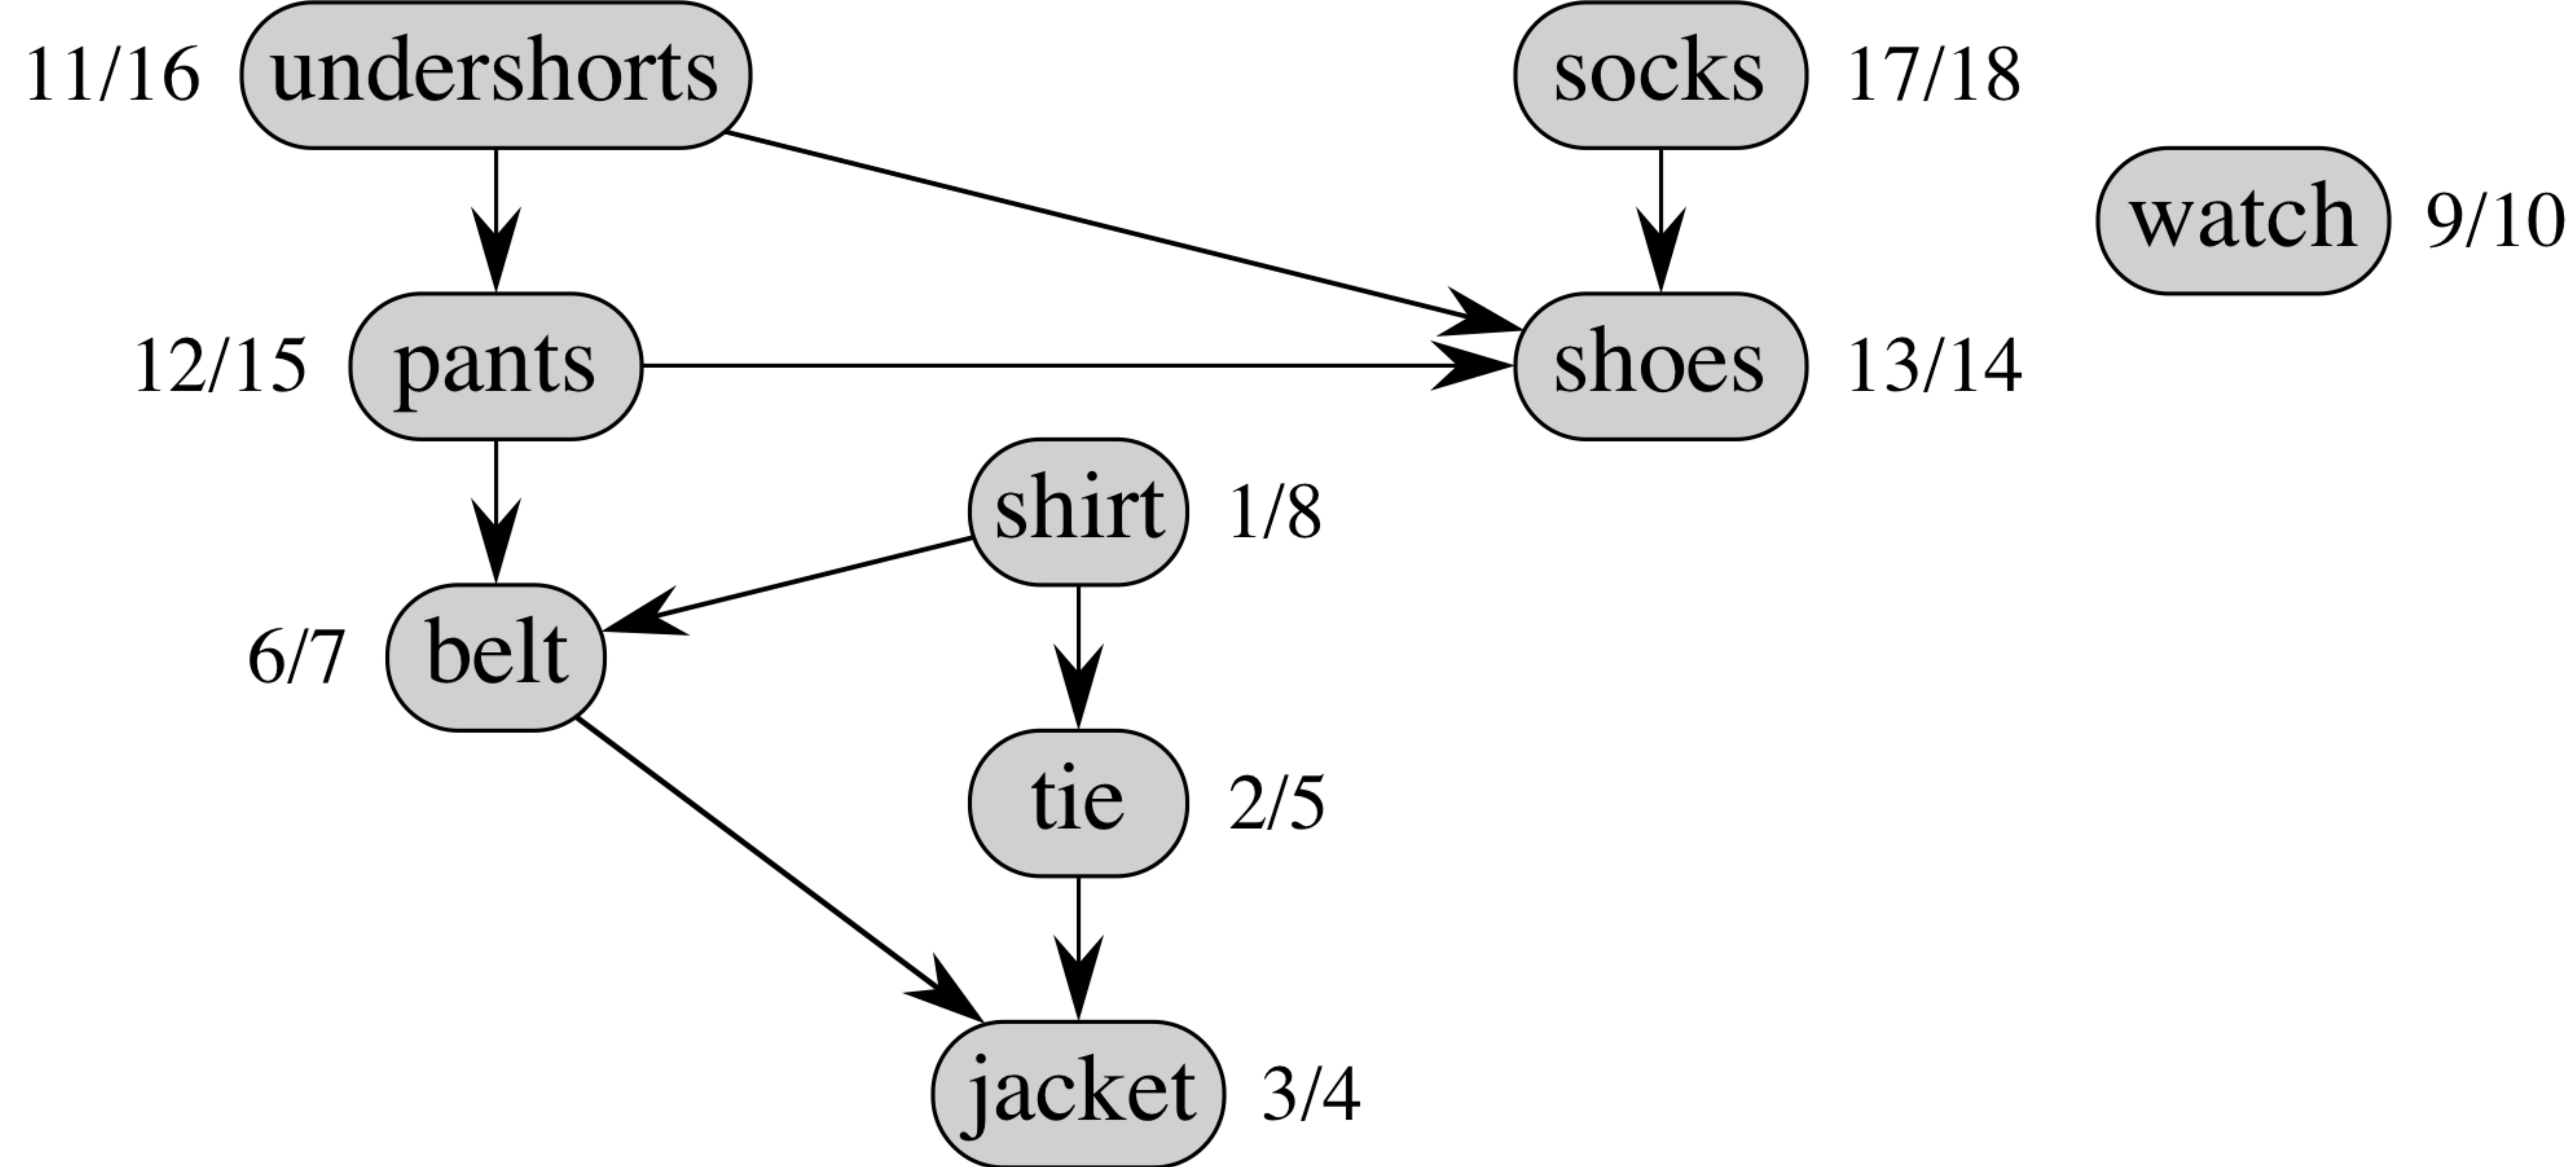 11/16 undershorts socks 17/18
watch 9/10
12/15 pants shoes 13/14
shirt 1/8
6/7 belt
tie 2/5
jacket 3/4